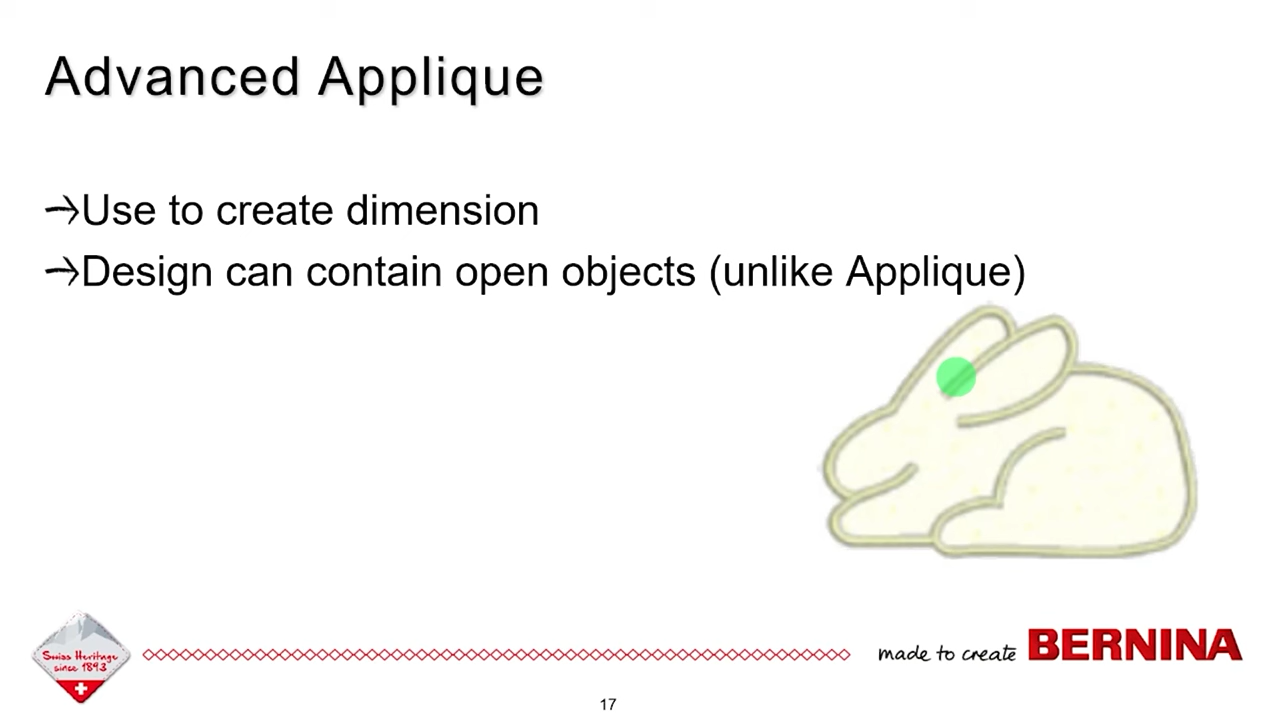 Advanced Applique
→Use to create dimension
→Design can contain open objects (unlike Applique)
Swiss Heritage
since 1893
made to create BERNINA
17